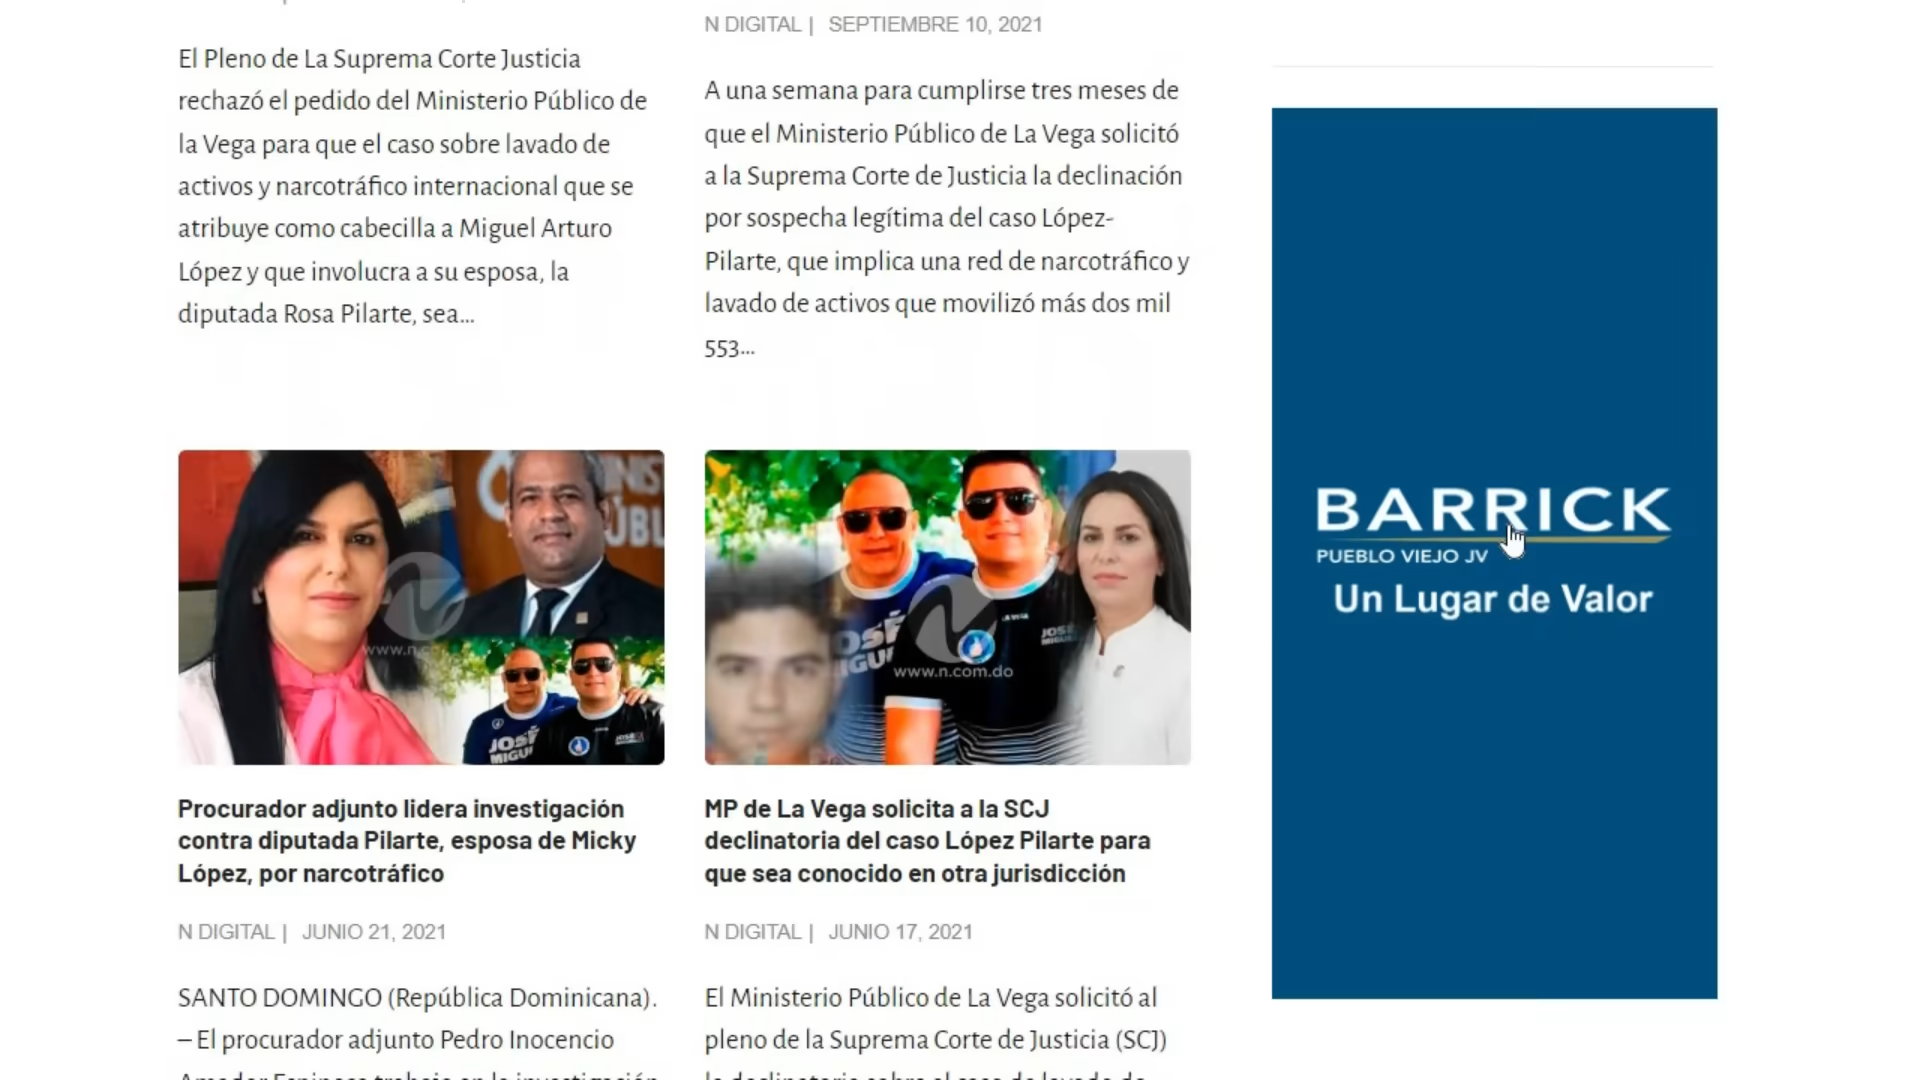 El Pleno de La Suprema Corte Justicia
rechazó el pedido del Ministerio Público de
la Vega para que el caso sobre lavado de
activos y narcotráfico internacional que se
atribuye como cabecilla a Miguel Arturo
López y que involucra a su esposa, la
diputada Rosa Pilarte, sea...
N DIGITAL | SEPTIEMBRE 10, 2021
A una semana para cumplirse tres meses de
que el Ministerio Público de La Vega solicitó
a la Suprema Corte de Justicia la declinación
por sospecha legítima del caso López-
Pilarte, que implica una red de narcotráfico y
lavado de activos que movilizó más dos mil
553...
JOSÉ
MIGUE
Procurador adjunto lidera investigación
contra diputada Pilarte, esposa de Micky
López, por narcotráfico
N DIGITAL | JUNIO 21, 2021
SANTO DOMINGO (República Dominicana).
– El procurador adjunto Pedro Inocencio
www.n.com.do
MP de La Vega solicita a la SCJ
declinatoria del caso López Pilarte para
que sea conocido en otra jurisdicción
N DIGITAL | JUNIO 17, 2021
El Ministerio Público de La Vega solicitó al
pleno de la Suprema Corte de Justicia (SCJ)
BARRICK
PUEBLO VIEJO JV
Un Lugar de Valor